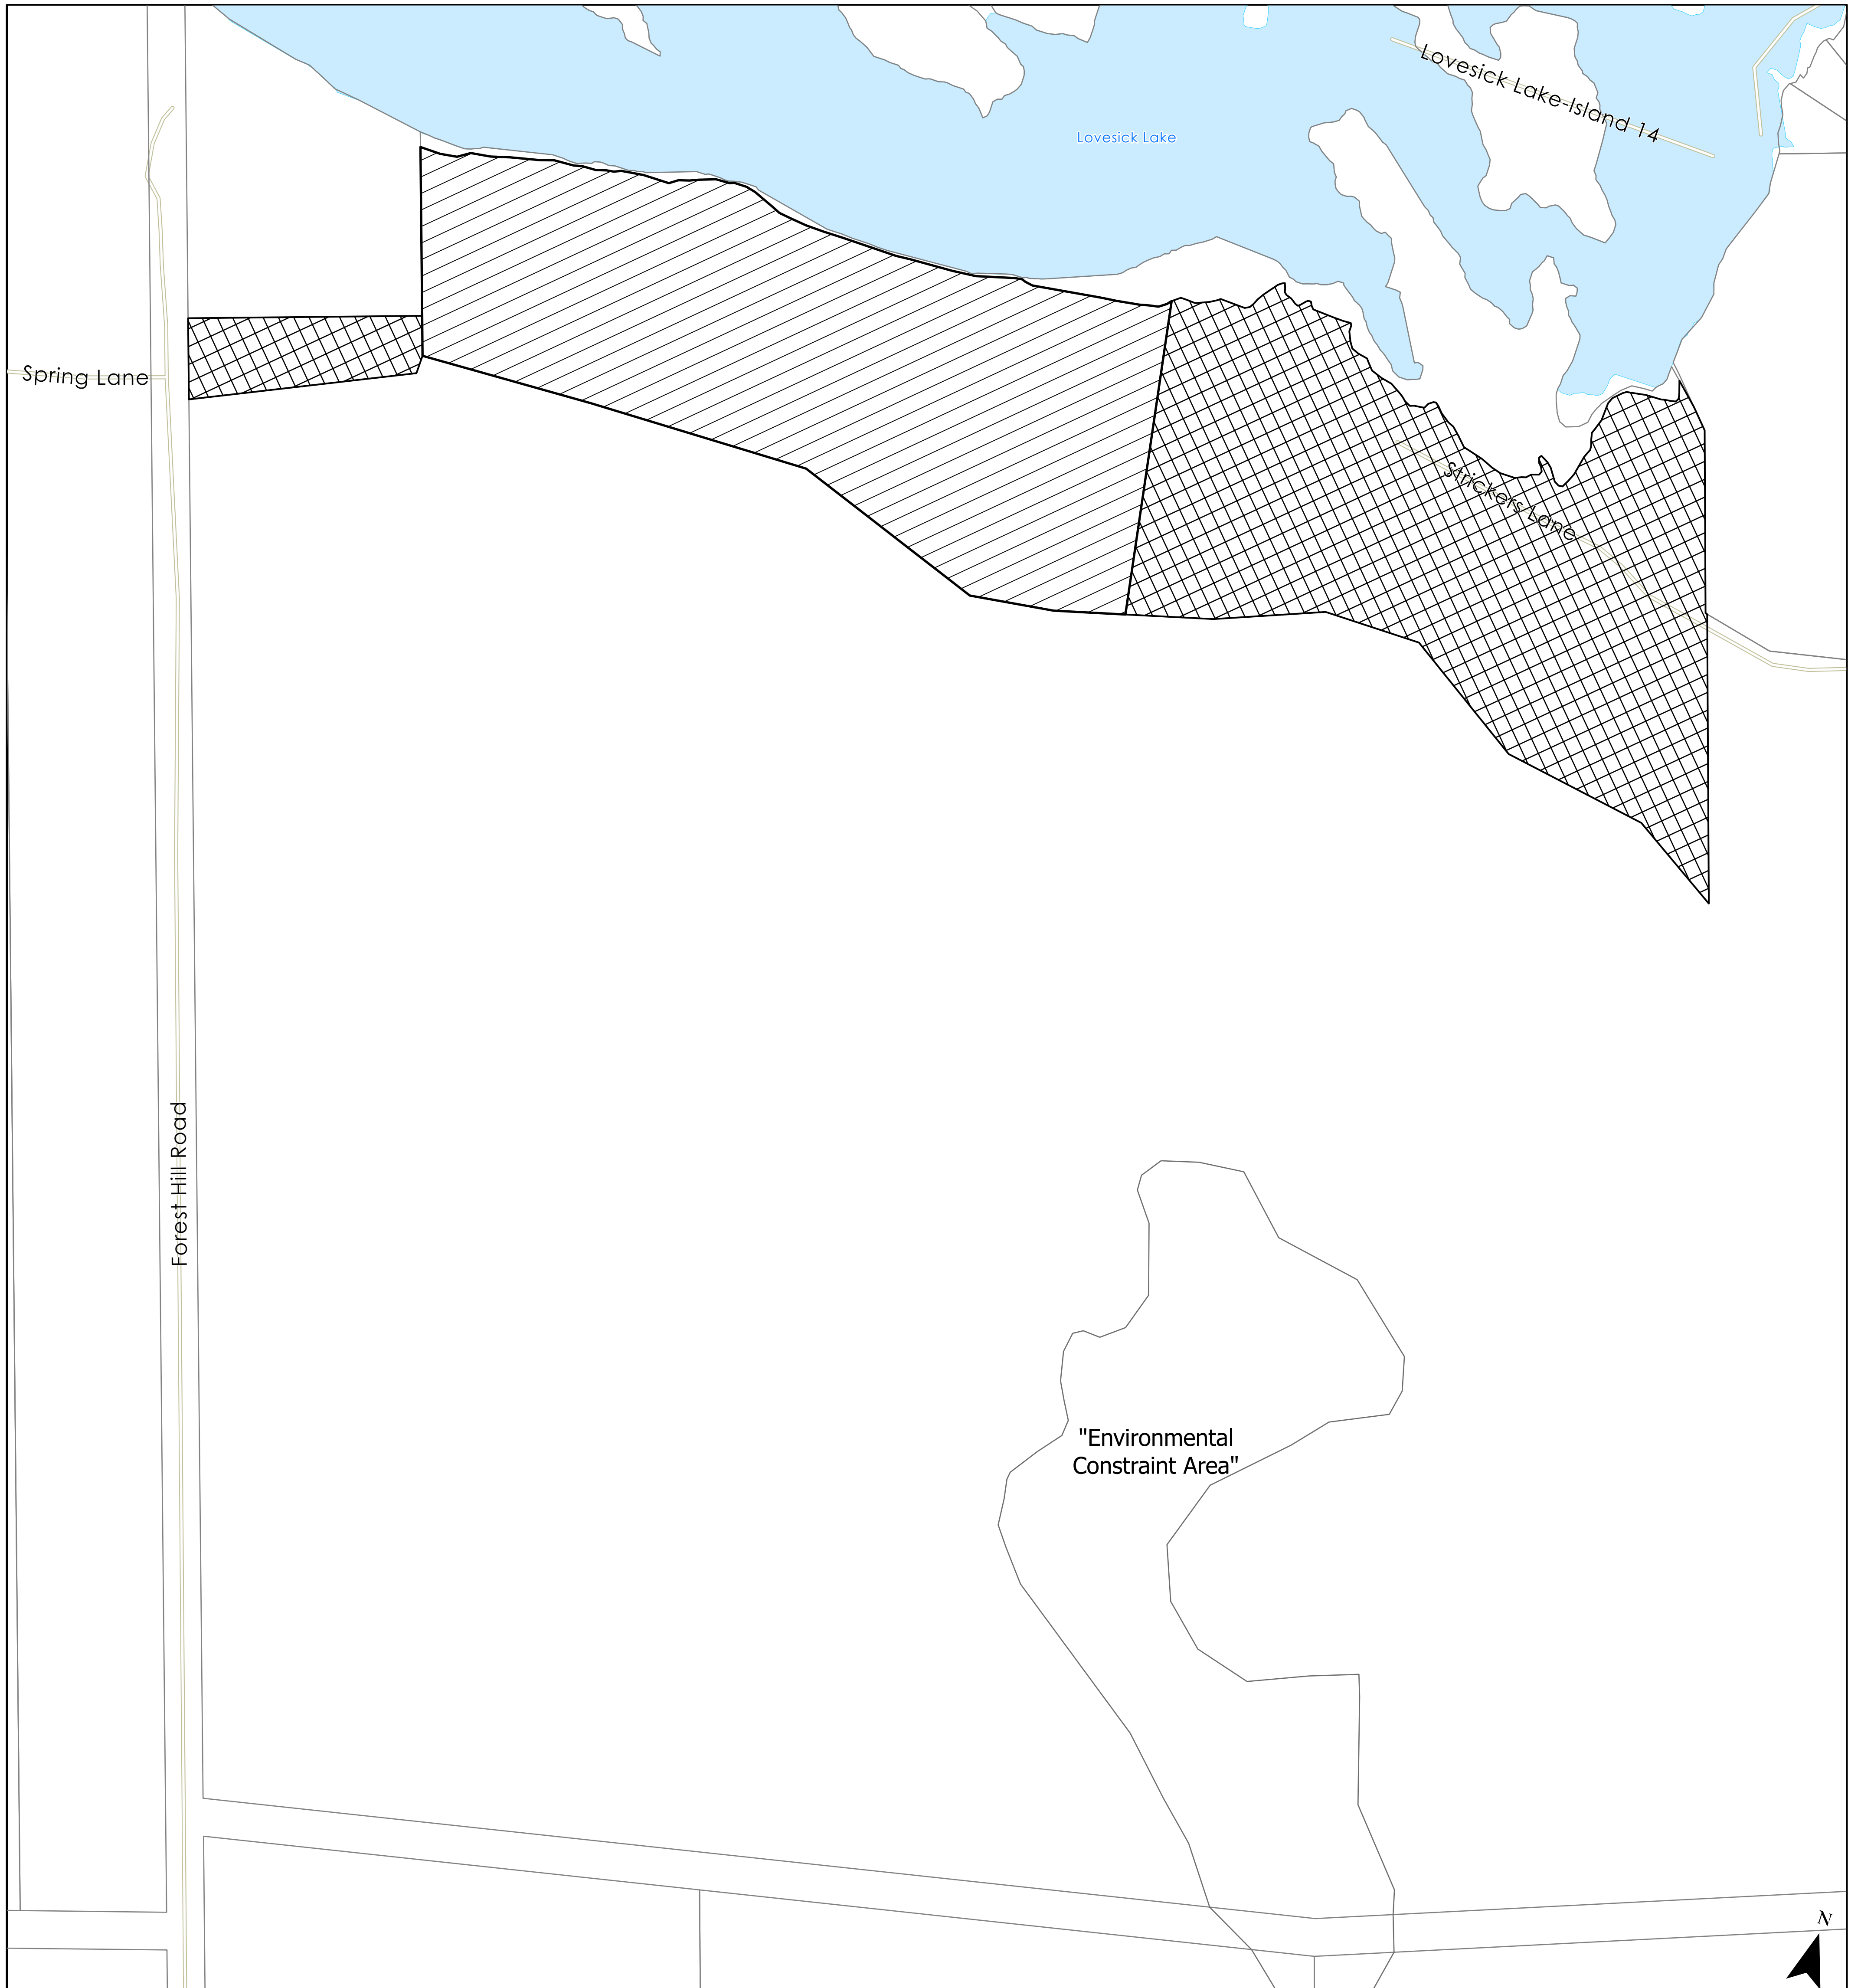 Lovesick Lake-Island 14
Lovesick Lake
Spring Lane
Strickers Lane
Forest Hill Road
"Environmental
Constraint Area"
N